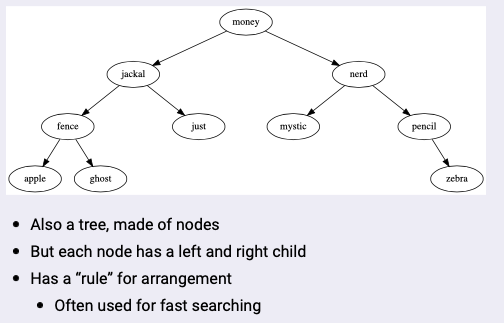 money
jackal
nerd
fence
just
mystic
pencil
apple
ghost
zebra
• Also a tree, made of nodes
• But each node has a left and right child
• Has a “rule” for arrangement
• Often used for fast searching